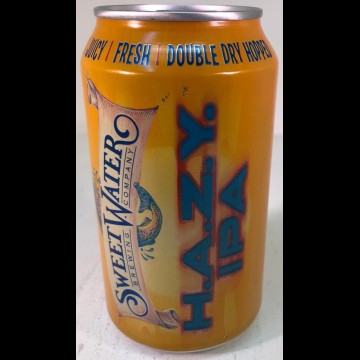 JUICY | FRESH | DOUBLE DRY HOPPED
SWEETWATER
BREWING COMPANY
H.A.Z.Y.
IPA